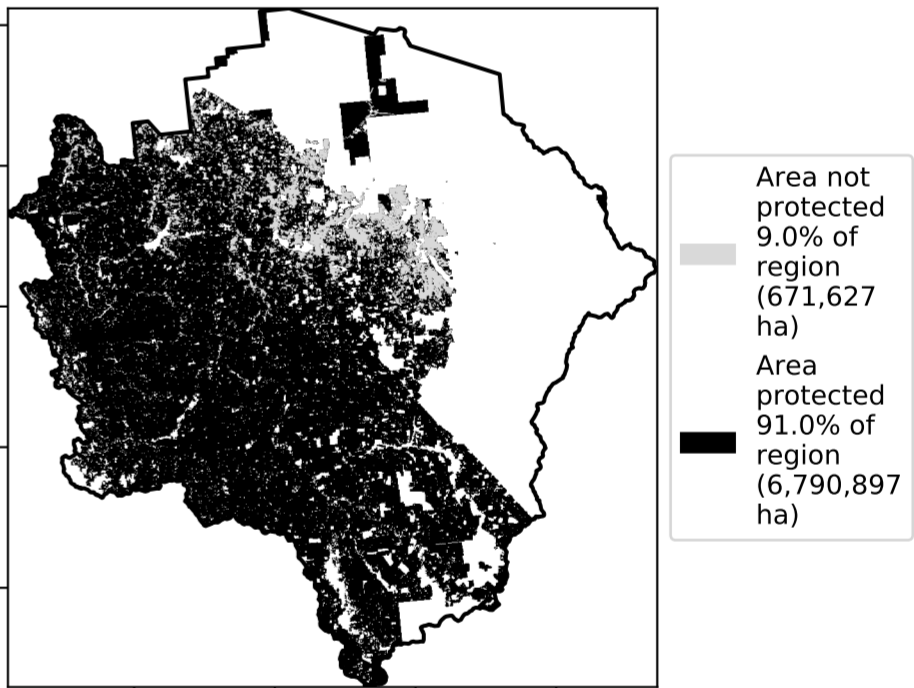 Area not
protected
9.0% of
region
(671,627
ha)
Area
protected
91.0% of
region
(6,790,897
ha)